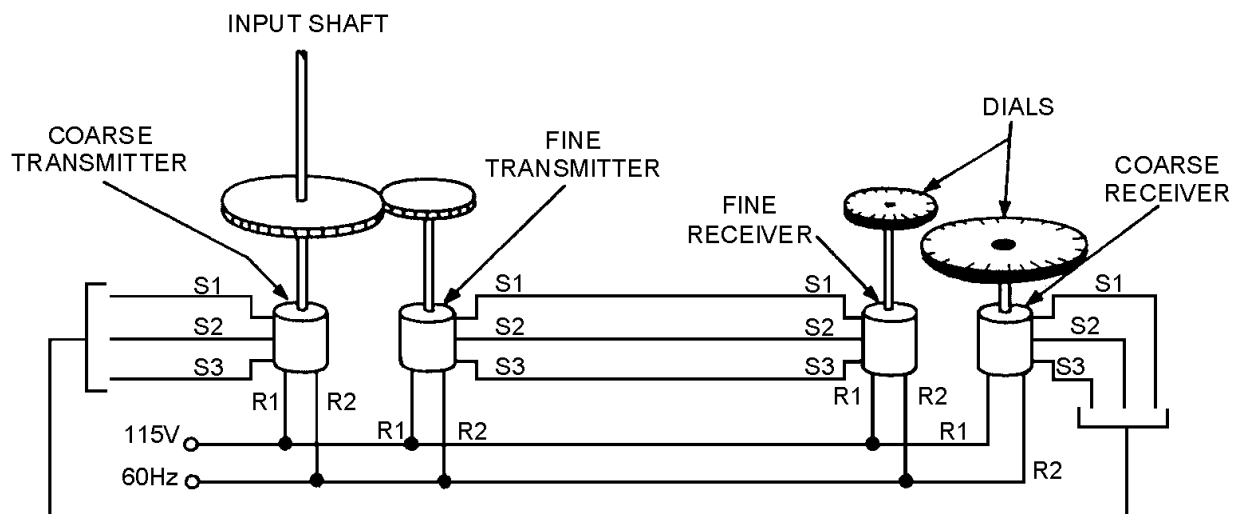 INPUT SHAFT
COARSE
TRANSMITTER
FINE
TRANSMITTER
DIALS
COARSE
RECEIVER
FINE
RECEIVER
S1
S2
S3
S1
S2
S3
S1
S2
S3
S1
S2
S3
R1
R2
R1
R2
R1
R2
R1
R2
115V
60Hz